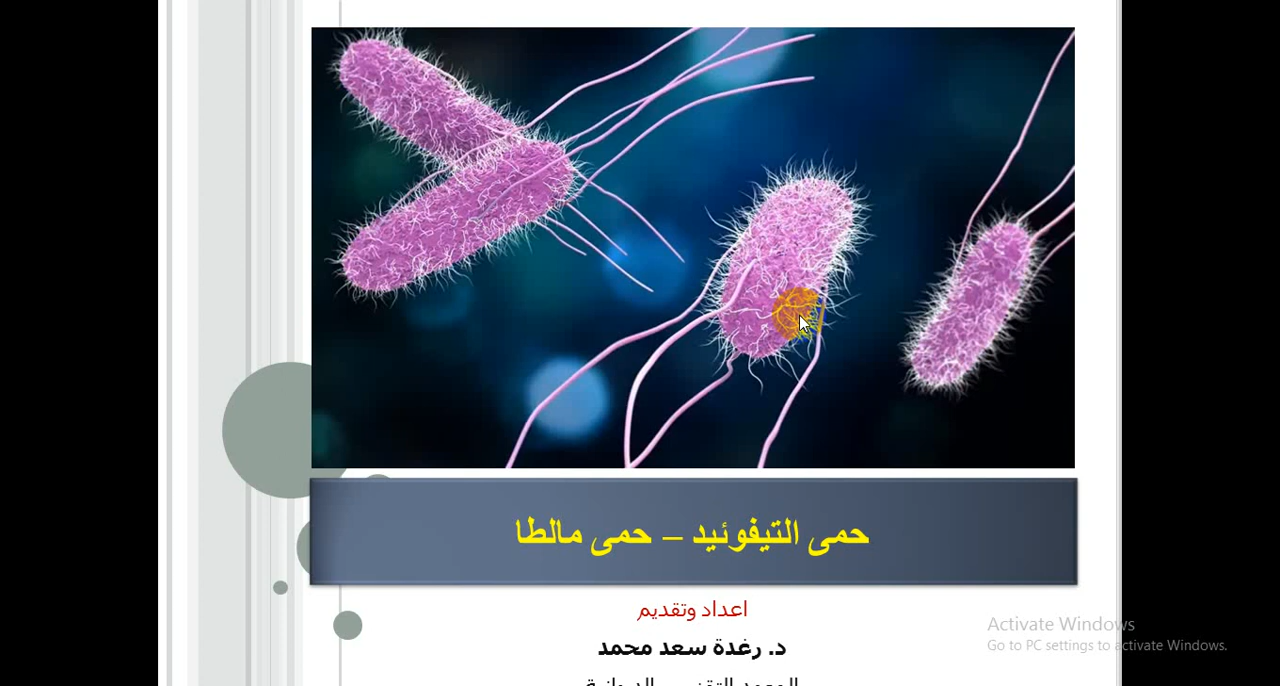 حمى التيفوئيد – حمى مالطا
اعداد وتقديم
د. رغدة سعد محمد
Activate Windows
Go to PC settings to activate Windows.